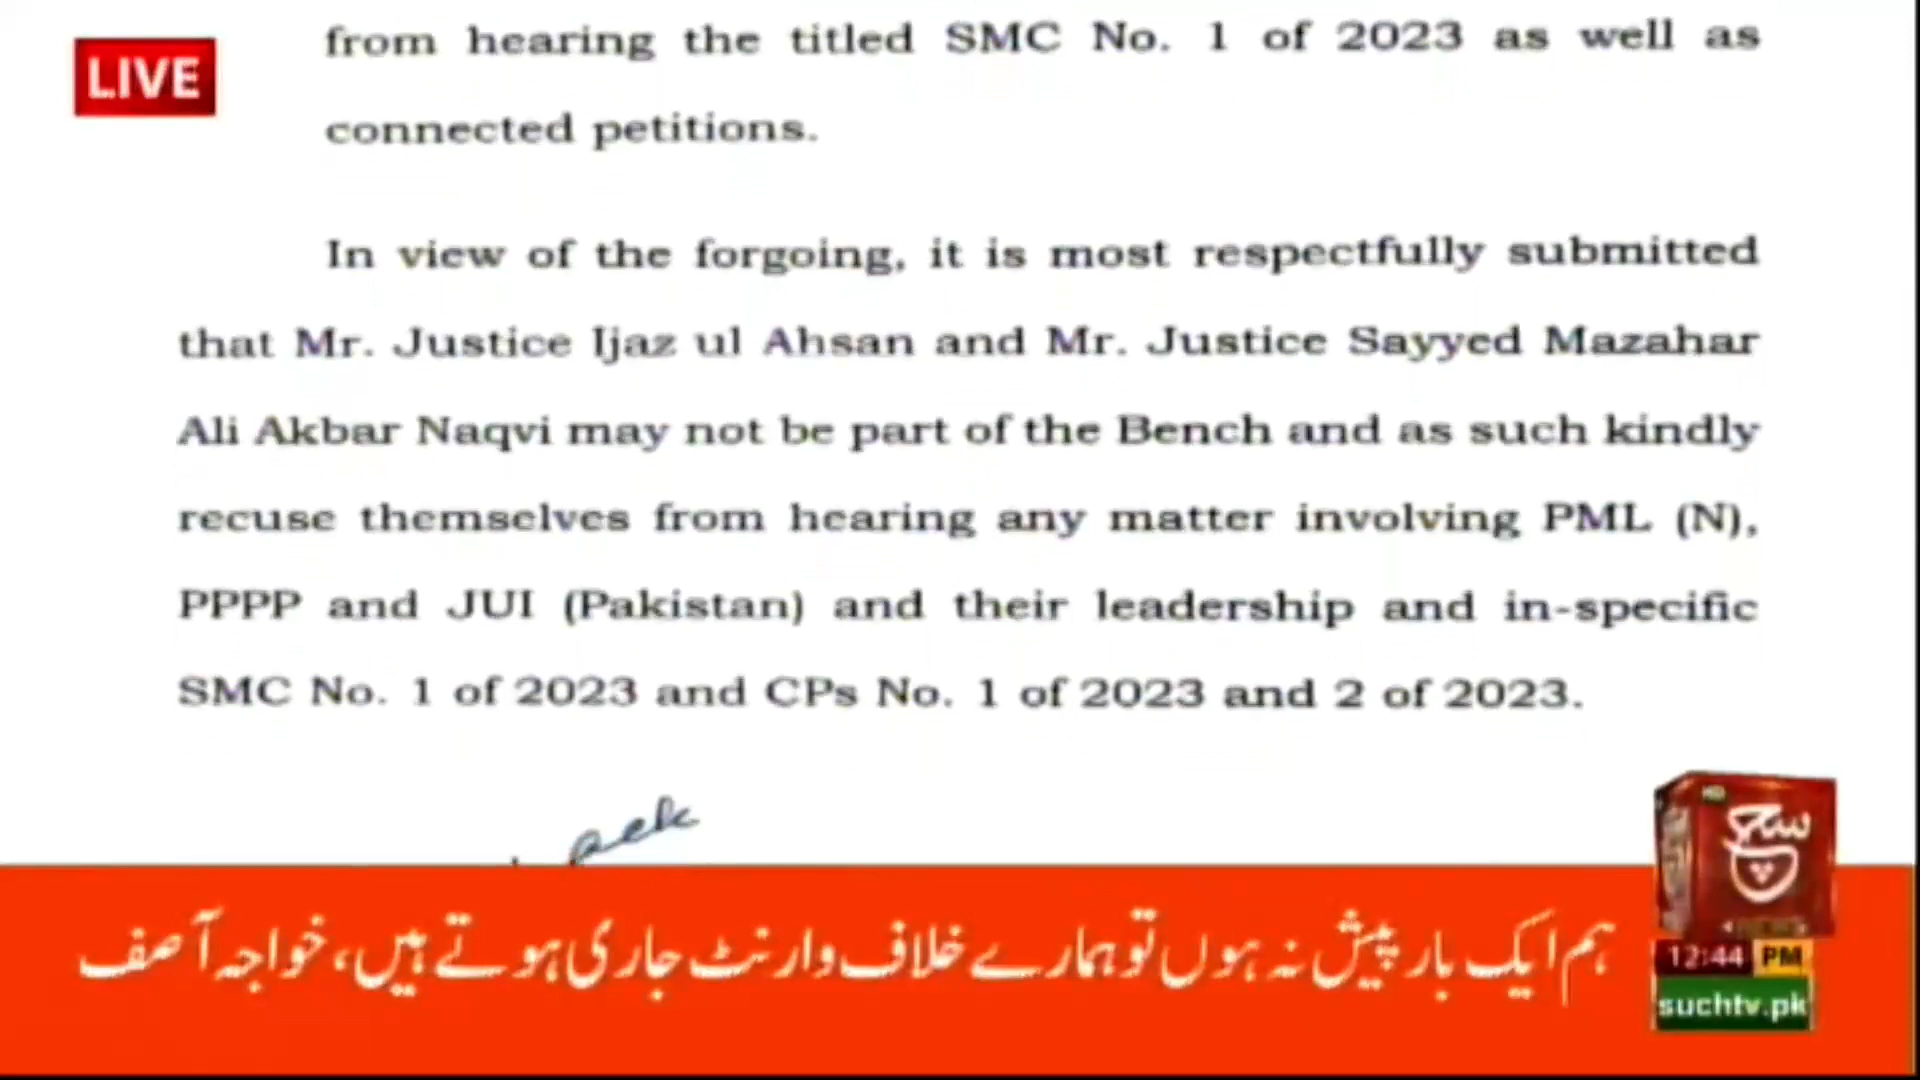 LIVE
from hearing the titled SMC No. 1 of 2023 as well as
connected petitions.
In view of the forgoing, it is most respectfully submitted
that Mr. Justice Ijaz ul Ahsan and Mr. Justice Sayyed Mazahar
Ali Akbar Naqvi may not be part of the Bench and as such kindly
recuse themselves from hearing any matter involving PML (N),
PPPP and JUI (Pakistan) and their leadership and in-specific
SMC No. 1 of 2023 and CPs No. 1 of 2023 and 2 of 2023.
HD
سچ
ہم ایک بار پیش نہ ہوں تو ہمارے خلاف وارنٹ جاری ہوتے ہیں، خواجہ آصف
12:44 PM
suchtv.pk